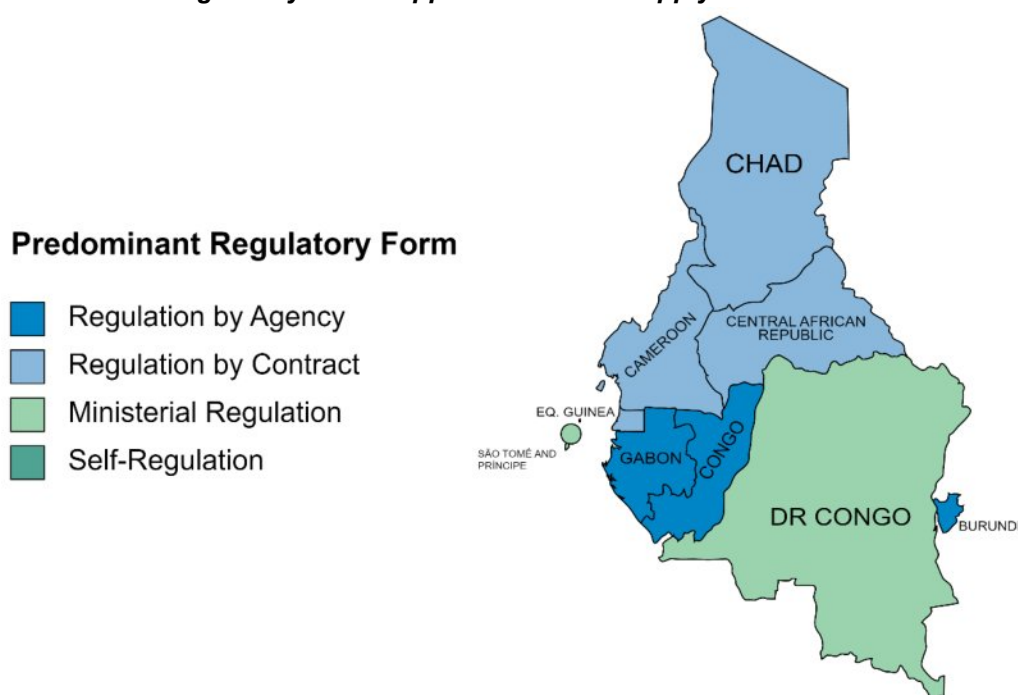 Predominant Regulatory Form
Regulation by Agency
Regulation by Contract
Ministerial Regulation
Self-Regulation
CHAD
CAMEROON
CENTRAL AFRICAN
REPUBLIC
EQ. GUINEA
SÃO TOMÉ AND
PRÍNCIPE
GABON
CONGO
DR CONGO
BURUNDI